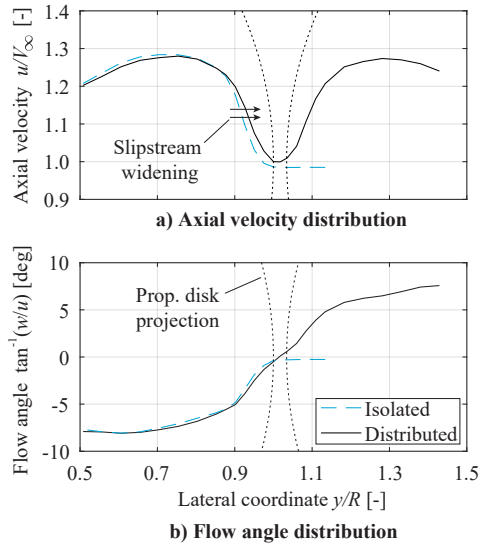 Axial velocity u/V∞ [-]
1.4
1.3
1.2
1.1
1.0
0.9
Slipstream
widening
a) Axial velocity distribution
Flow angle tan⁻¹(w/u) [deg]
10
5
0
-5
-10
Prop. disk
projection
Isolated
Distributed
0.5 0.7 0.9 1.1 1.3 1.5
Lateral coordinate y/R [-]
b) Flow angle distribution